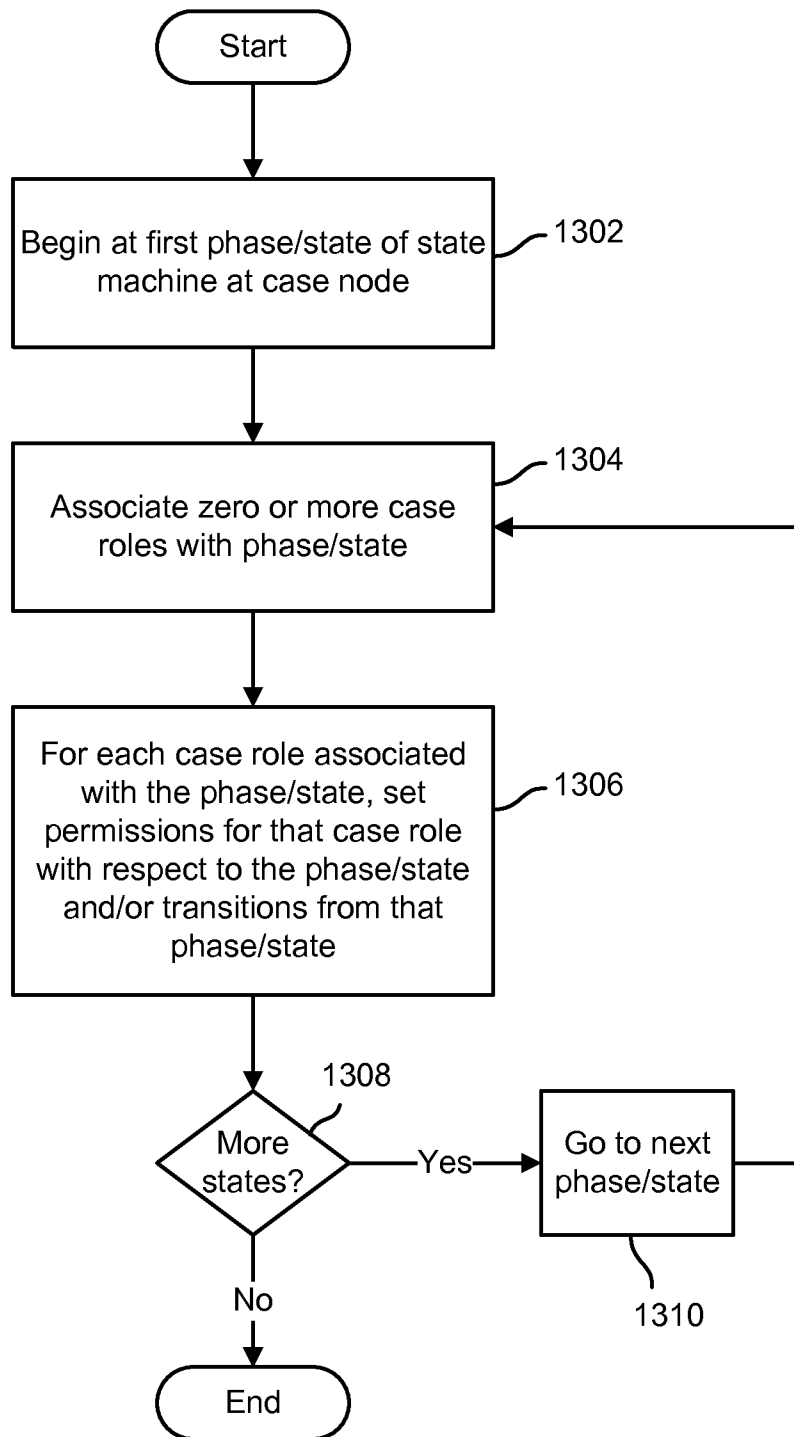 Start
Begin at first phase/state of state
machine at case node
1302
Associate zero or more case
roles with phase/state
1304
For each case role associated
with the phase/state, set
permissions for that case role
with respect to the phase/state
and/or transitions from that
phase/state
1306
More
states?
1308
Yes
Go to next
phase/state
1310
No
End